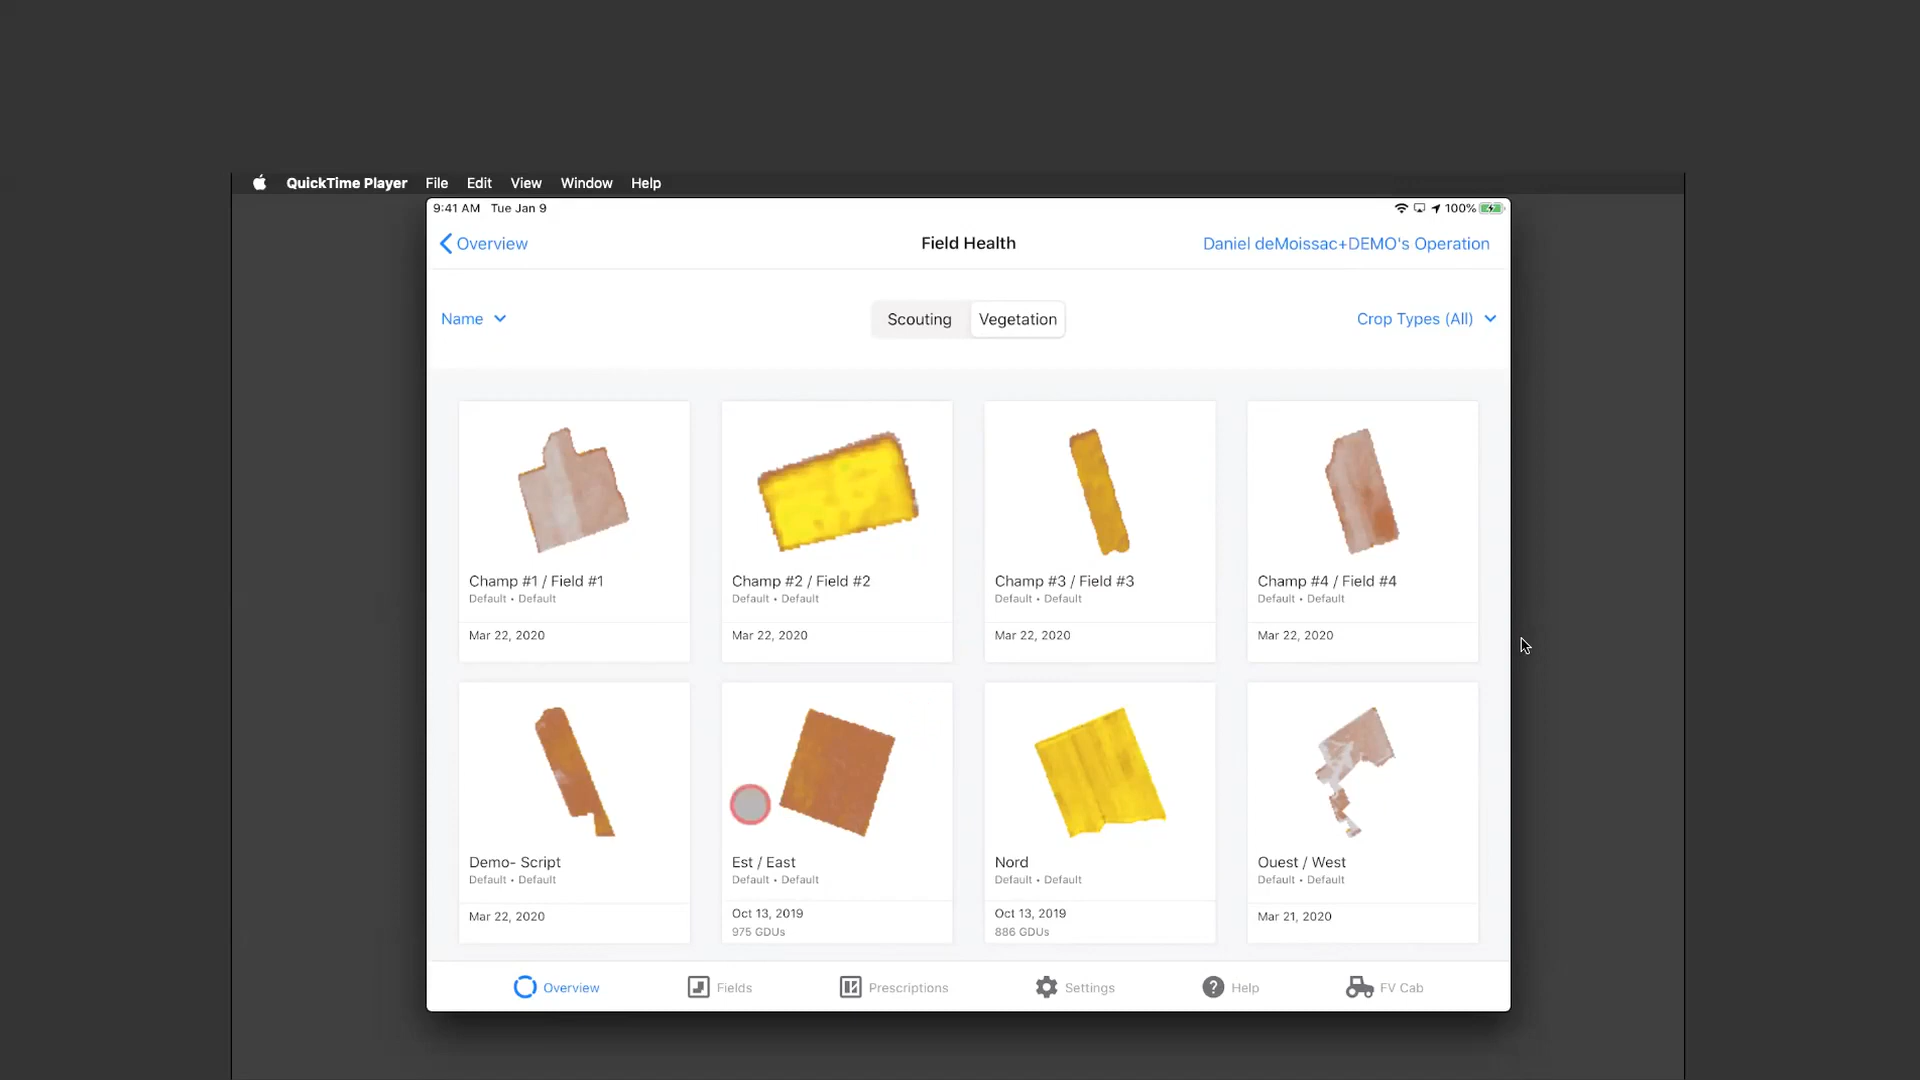 QuickTime Player File Edit View Window Help
9:41 AM Tue Jan 9 100%
Overview Field Health Daniel deMoissac+DEMO's Operation
Name Scouting Vegetation Crop Types (All)
Champ #1 / Field #1
Default • Default
Mar 22, 2020
Champ #2 / Field #2
Default • Default
Mar 22, 2020
Champ #3 / Field #3
Default • Default
Mar 22, 2020
Champ #4 / Field #4
Default • Default
Mar 22, 2020
Demo- Script
Default • Default
Mar 22, 2020
Est / East
Default • Default
Oct 13, 2019
975 GDUs
Nord
Default • Default
Oct 13, 2019
886 GDUs
Ouest / West
Default • Default
Mar 21, 2020
Overview Fields Prescriptions Settings Help FV Cab